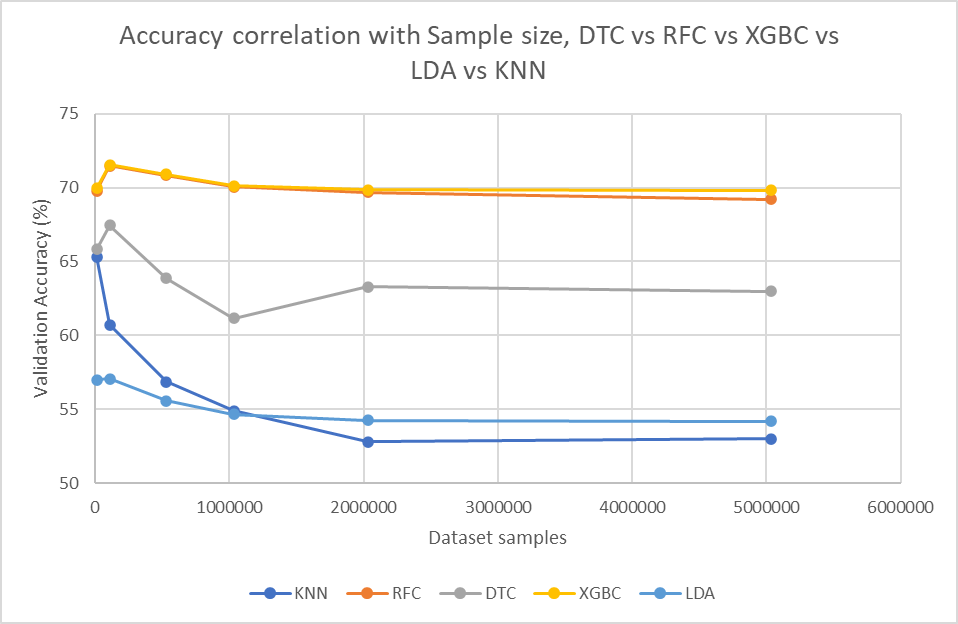 Accuracy correlation with Sample size, DTC vs RFC vs XGBC vs
LDA vs KNN
Validation Accuracy (%)
75
70
65
60
55
50
0 1000000 2000000 3000000 4000000 5000000 6000000
Dataset samples
KNN RFC DTC XGBC LDA